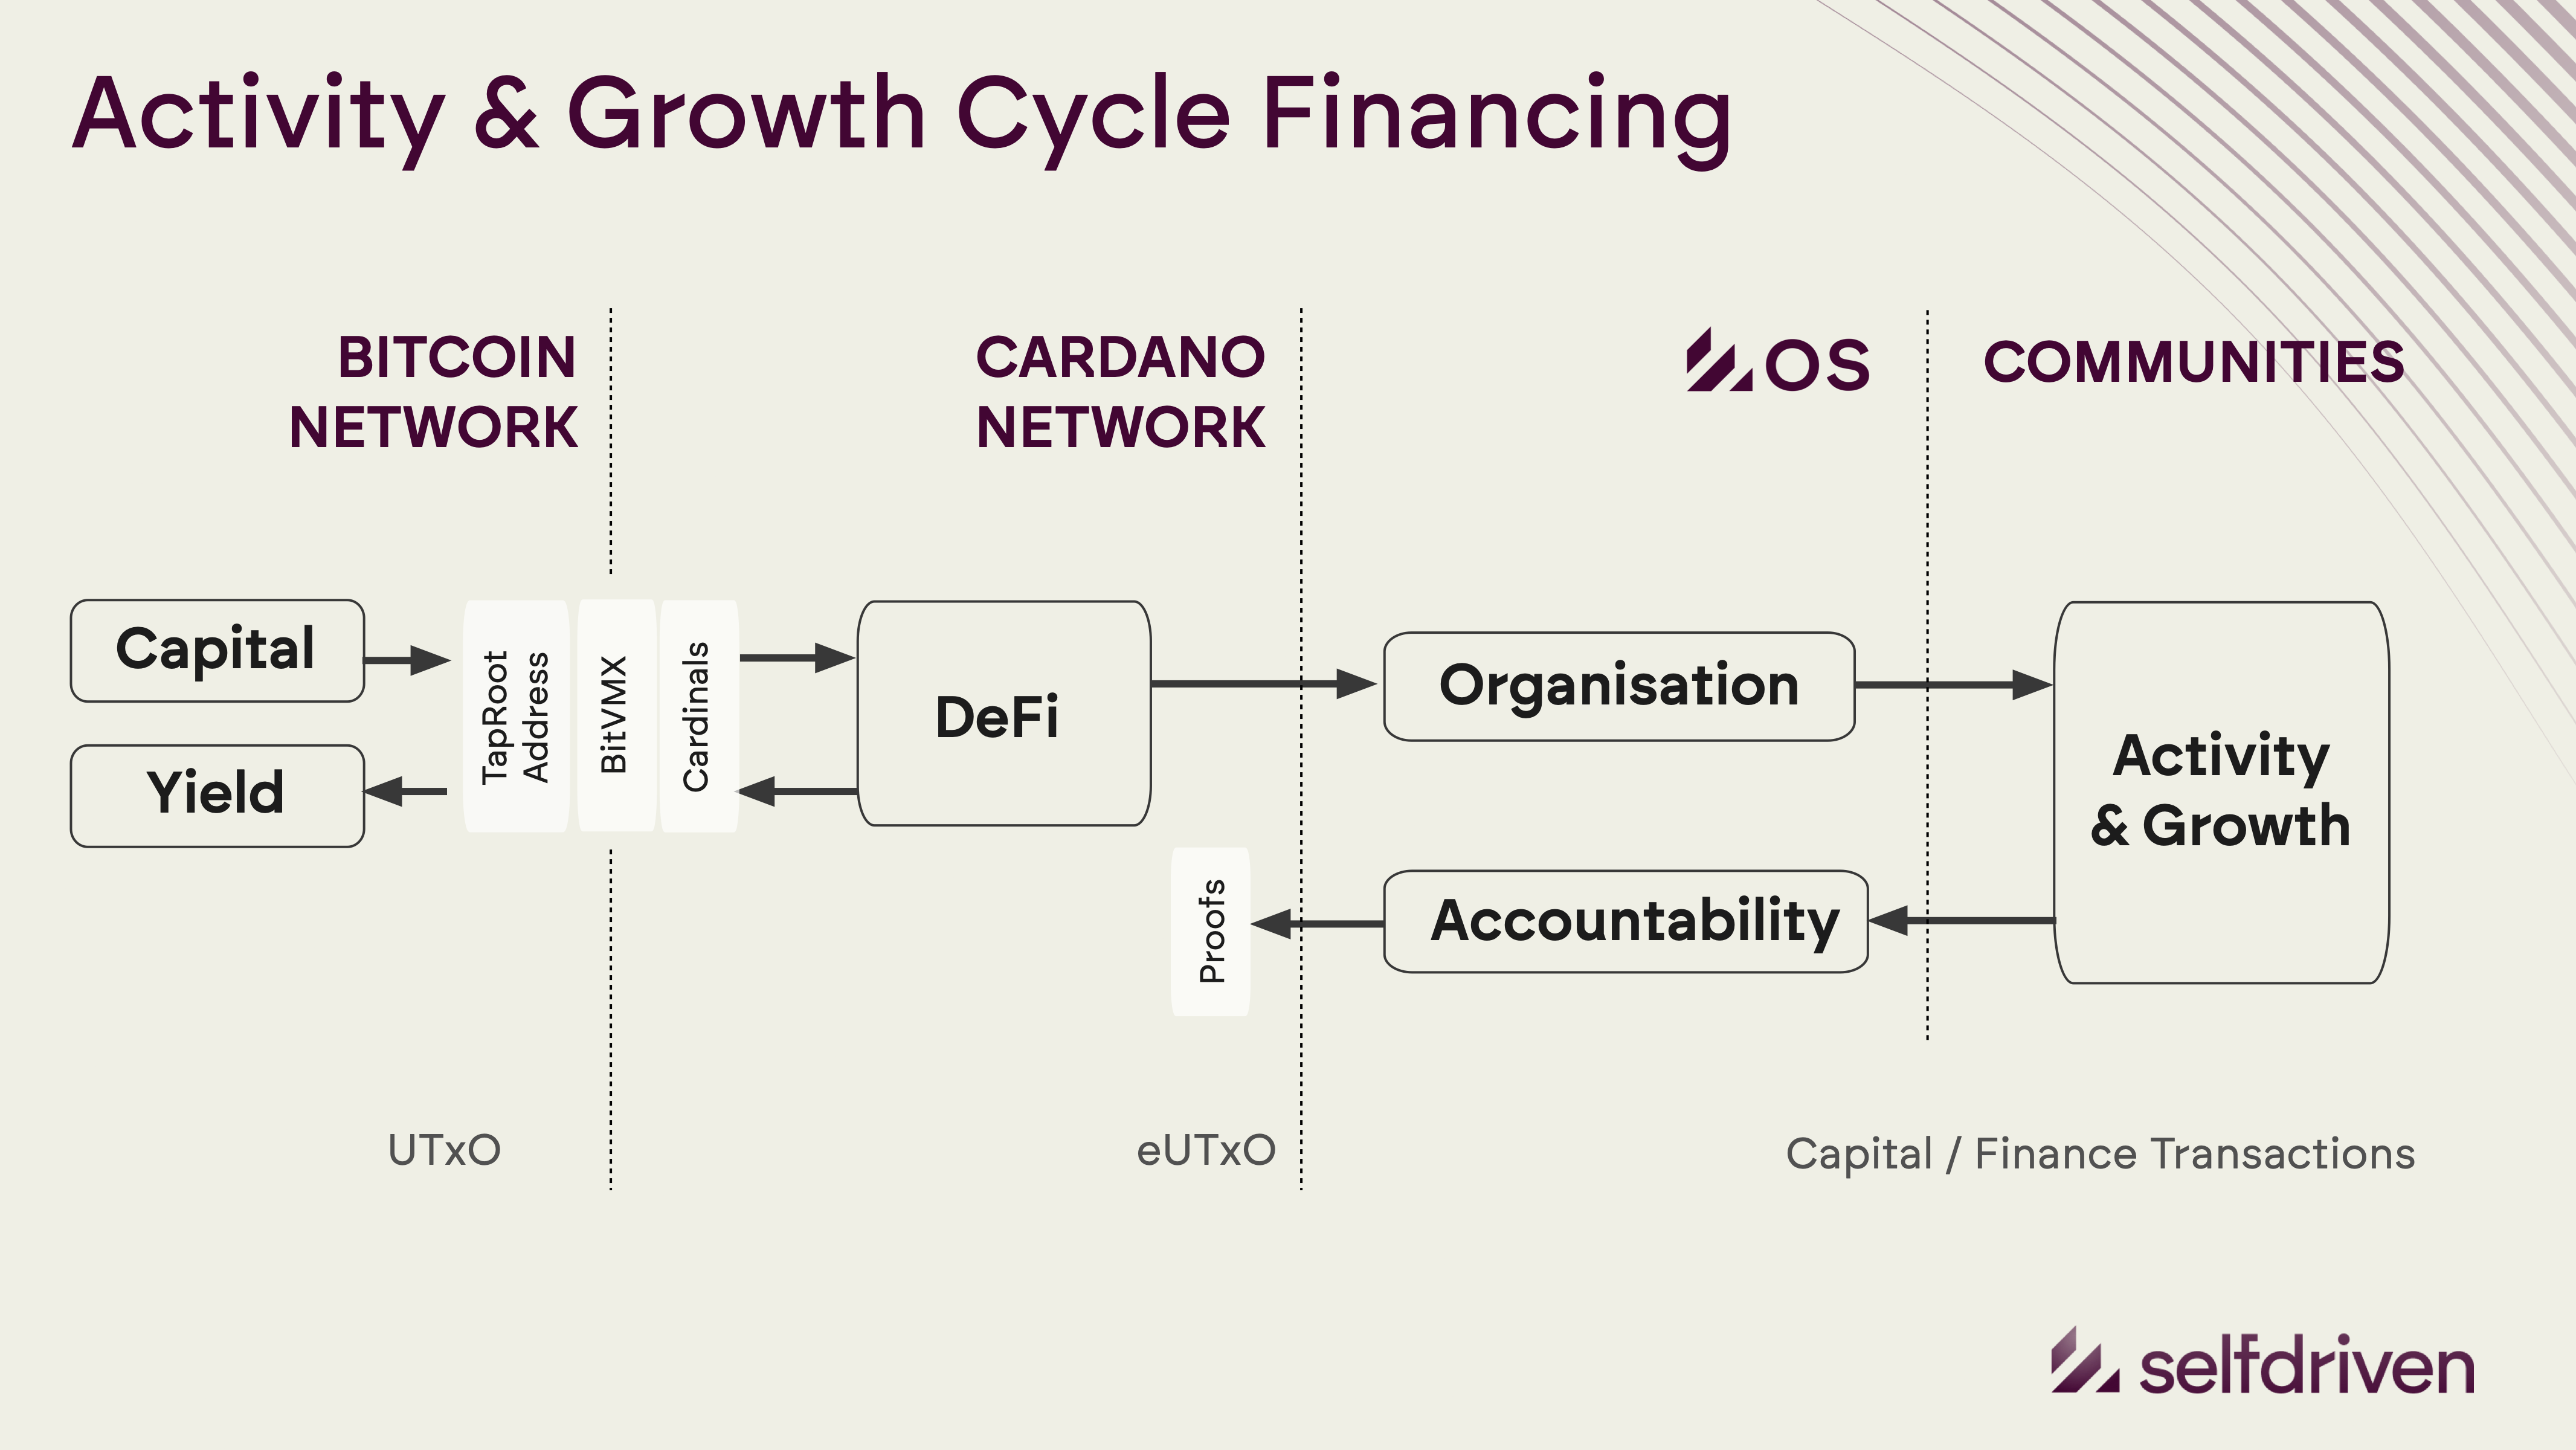 Activity & Growth Cycle Financing
BITCOIN
NETWORK
CARDANO
NETWORK
OS
COMMUNITIES
Capital
Yield
TapRoot
Address
BitVMX
Cardinals
DeFi
Proofs
Organisation
Accountability
Activity
& Growth
UTxO
eUTxO
Capital / Finance Transactions
selfdriven